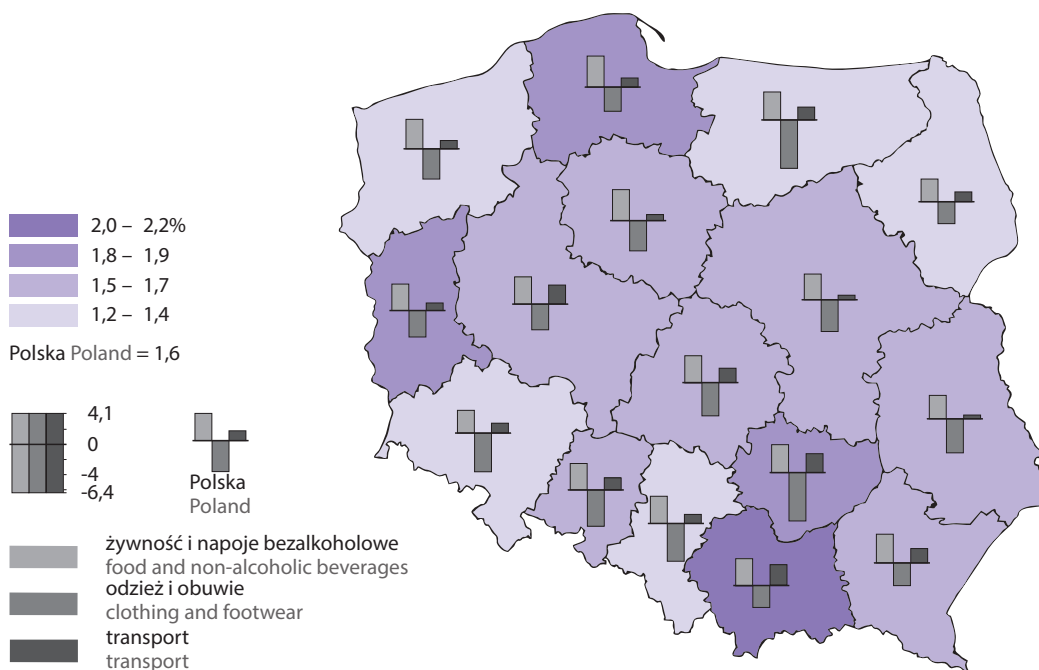 2,0 – 2,2%
1,8 – 1,9
1,5 – 1,7
1,2 – 1,4
Polska Poland = 1,6
4,1
0
-4
-6,4
Polska
Poland
żywność i napoje bezalkoholowe
food and non-alcoholic beverages
odzież i obuwie
clothing and footwear
transport
transport